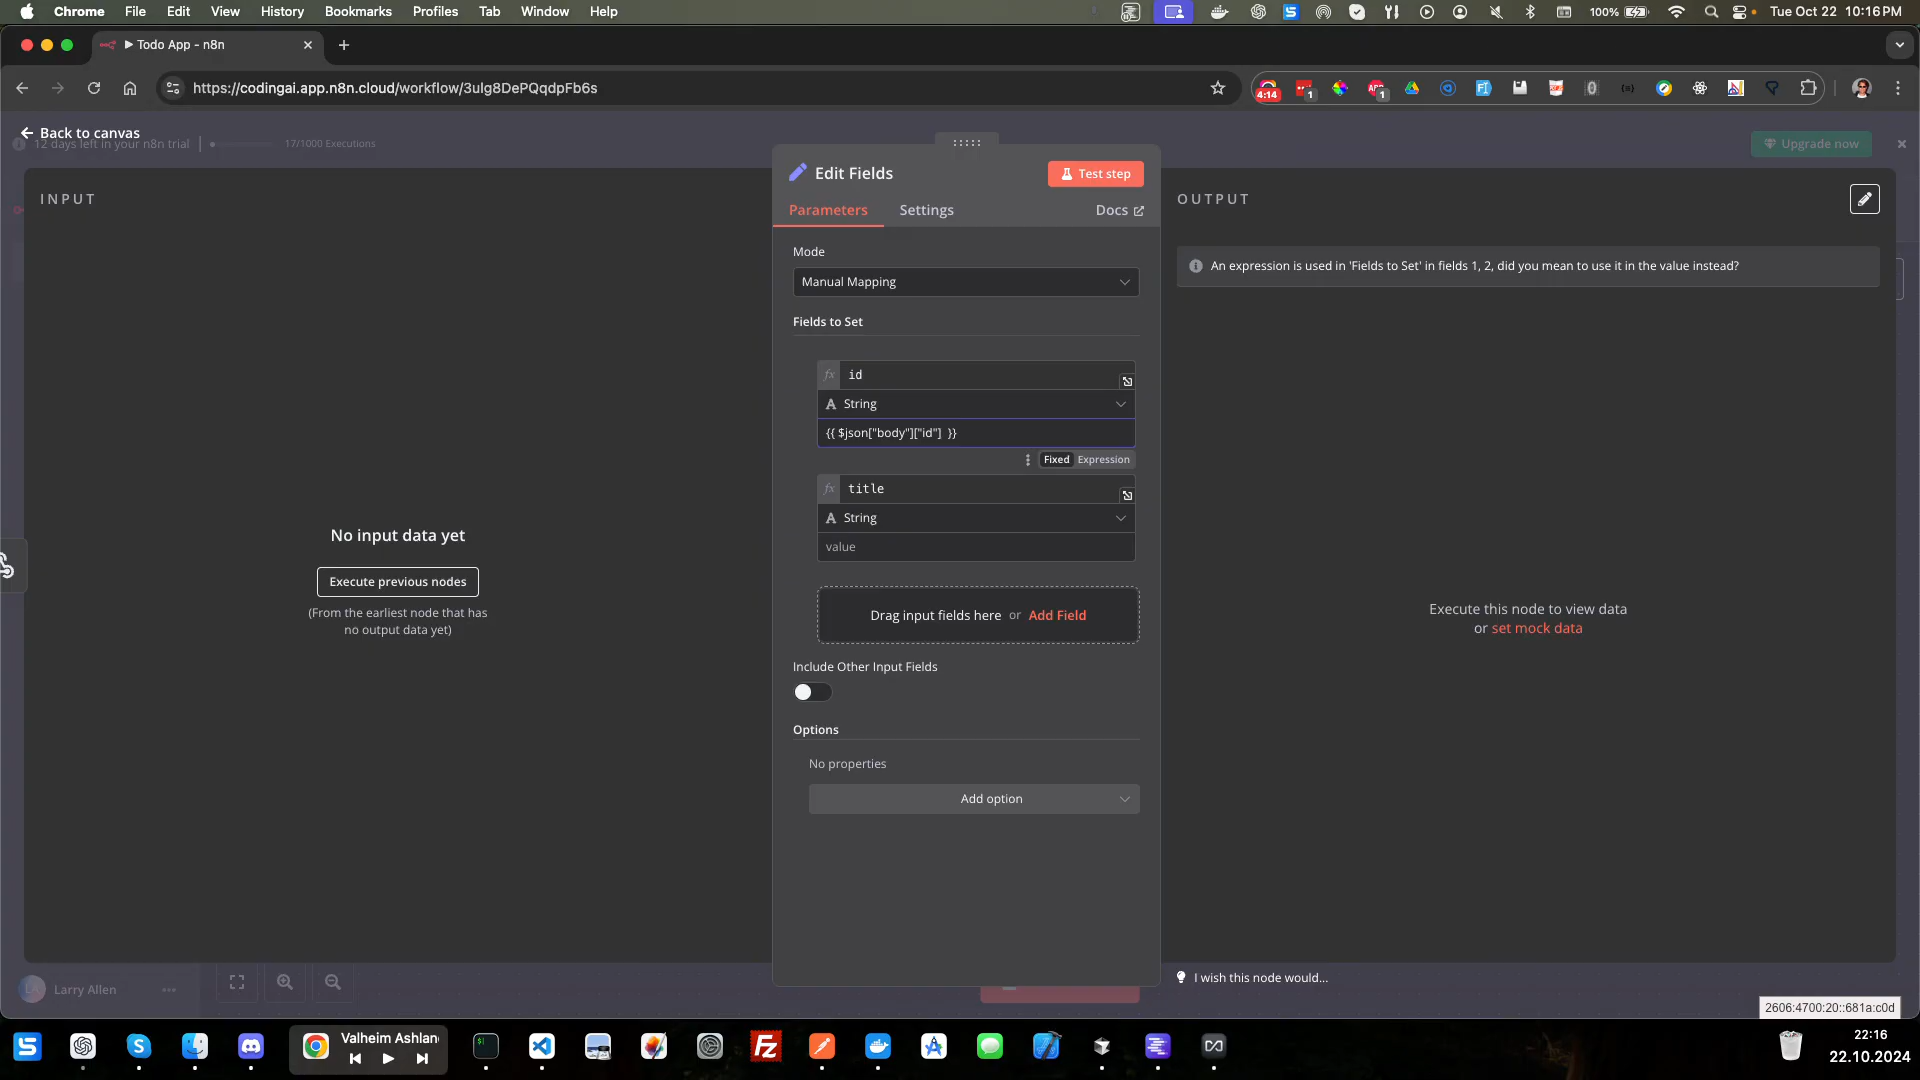 Chrome File Edit View History Bookmarks Profiles Tab Window Help 100% Tue Oct 22 10:16 PM
Todo App - n8n
https://codingai.app.n8n.cloud/workflow/3ulg8DePQqdpFb6s
4:14 1 1
Back to canvas
12 days left in your n8n trial 17/1000 Executions Upgrade now
INPUT
No input data yet
Execute previous nodes
(From the earliest node that has
no output data yet)
Edit Fields Test step
Parameters Settings Docs
Mode
Manual Mapping
Fields to Set
fx id
A String
{{ $json["body"]["id"] }}
Fixed Expression
fx title
A String
value
Drag input fields here or Add Field
Include Other Input Fields
Options
No properties
Add option
OUTPUT
An expression is used in 'Fields to Set' in fields 1, 2, did you mean to use it in the value instead?
Execute this node to view data
or set mock data
I wish this node would...
LA Larry Allen
2606:4700:20::681a:c0d
Valheim Ashlan
22:16
22.10.2024